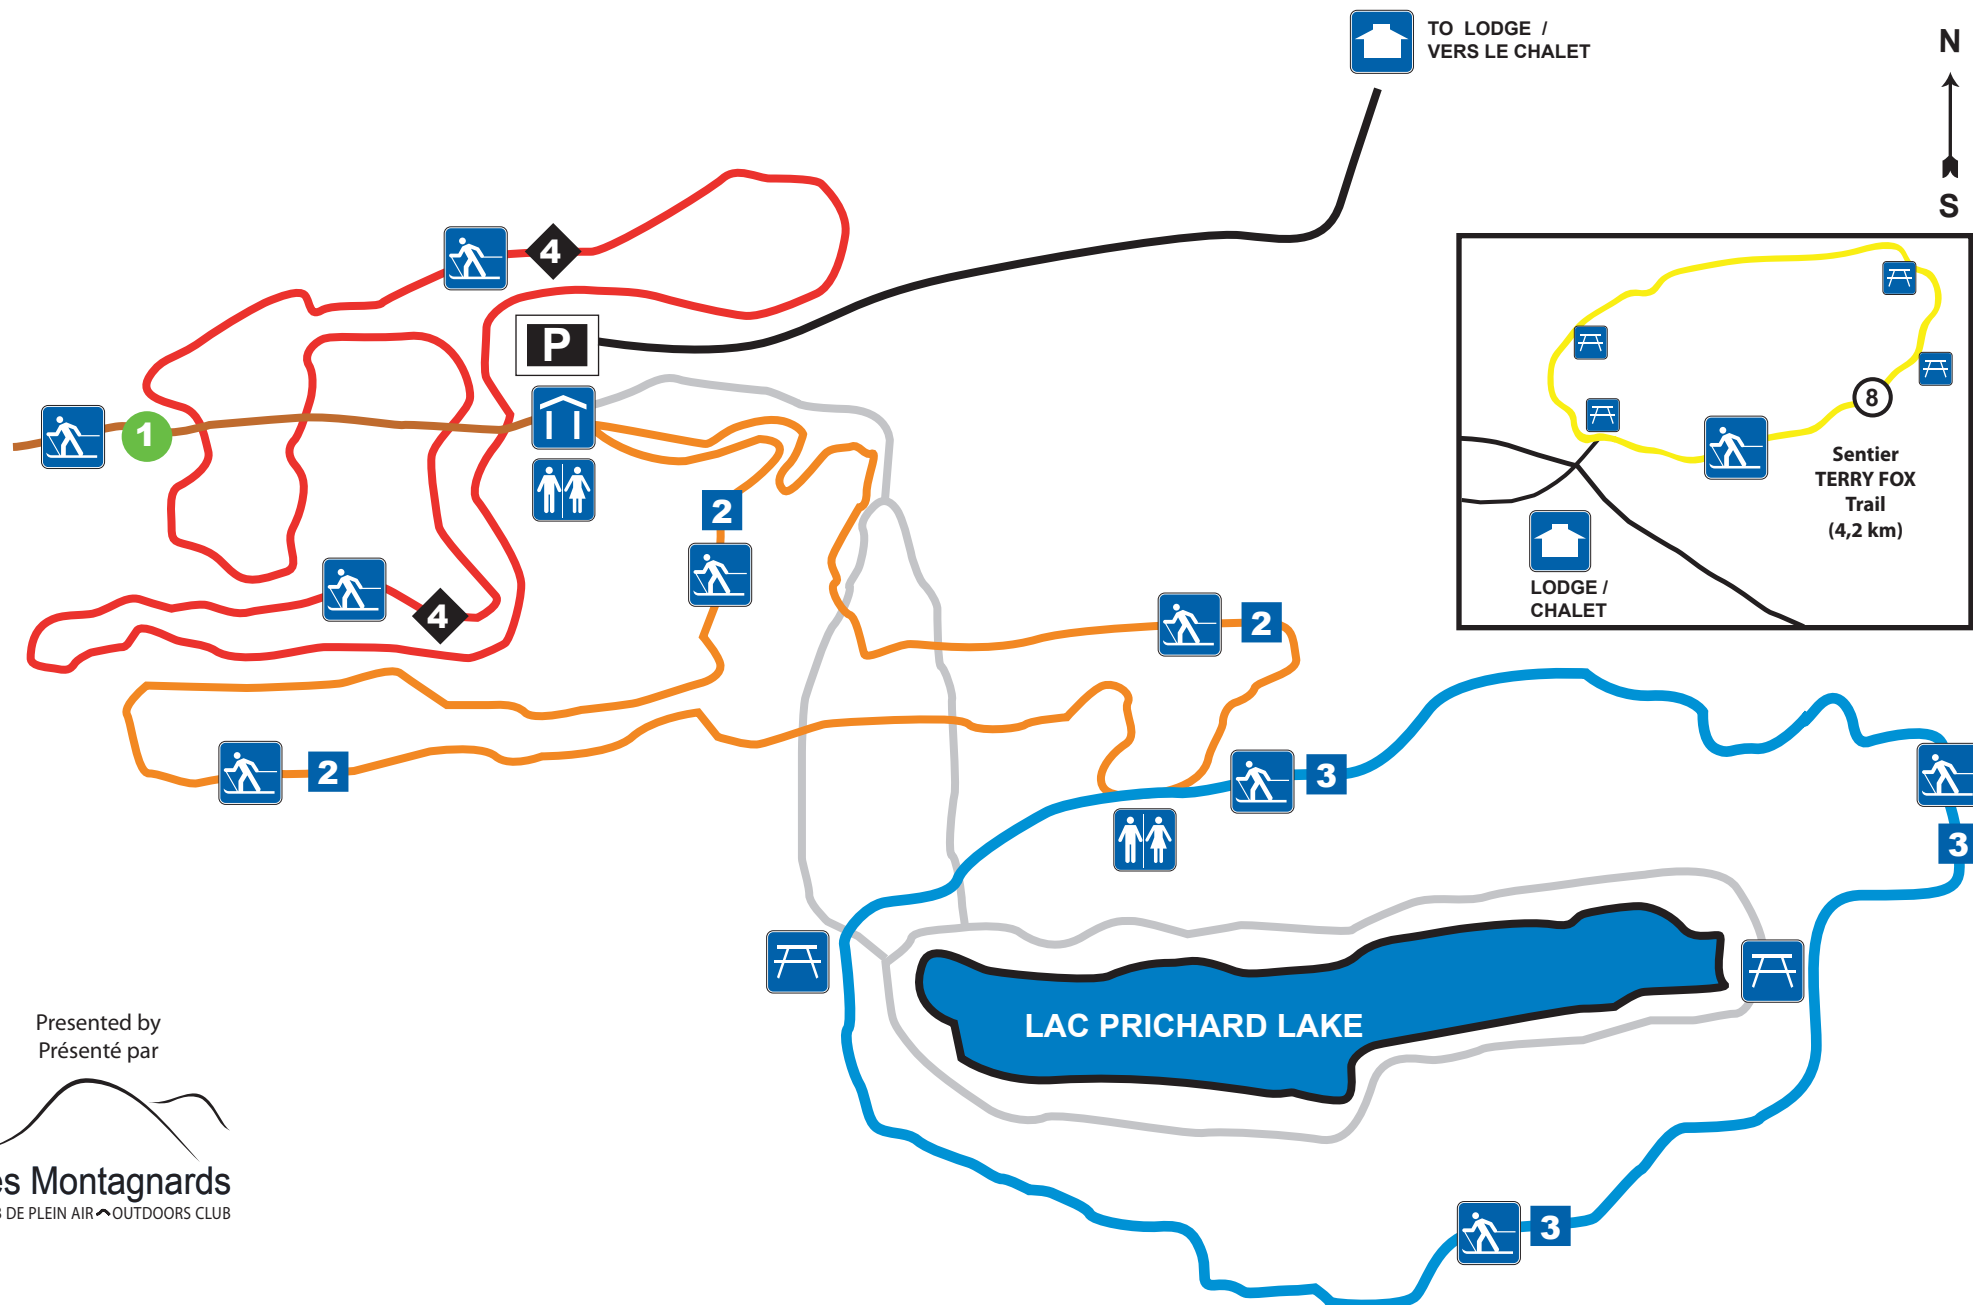 TO LODGE /
VERS LE CHALET
N
S
4
P
1
2
8
Sentier
TERRY FOX
Trail
(4,2 km)
LODGE /
CHALET
4
2
2
3
3
LAC PRICHARD LAKE
3
Presented by
Présenté par
es Montagnards
B DE PLEIN AIR OUTDOORS CLUB